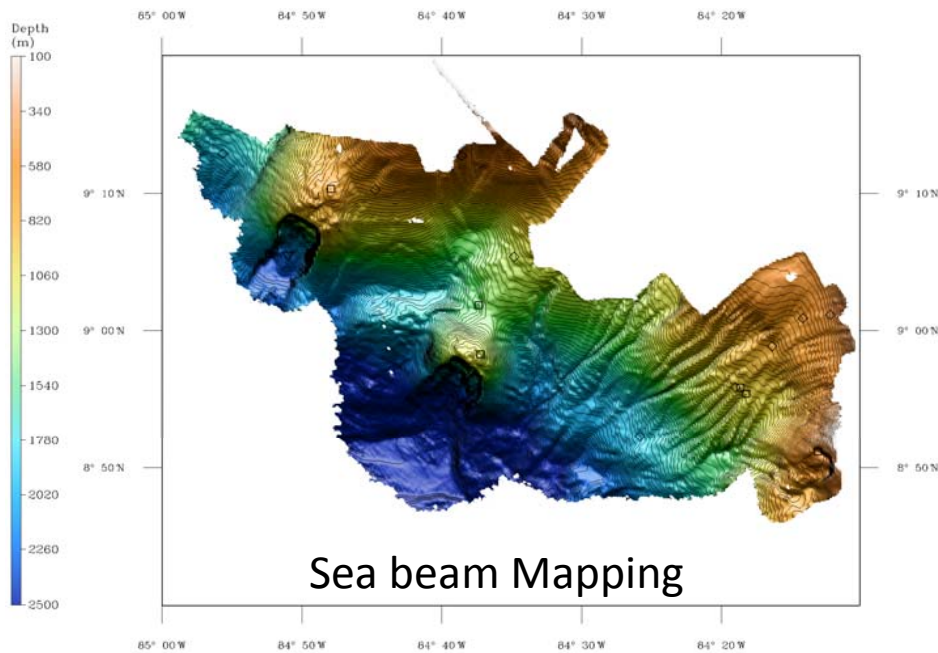 85° 00'W 84° 50'W 84° 40'W 84° 30'W 84° 20'W
Depth
(m)
100
340
580
820
1060
1300
1540
1780
2020
2260
2500
9° 10'N 9° 10'N
9° 00'N 9° 00'N
8° 50'N 8° 50'N
Sea beam Mapping
85° 00'W 84° 50'W 84° 40'W 84° 30'W 84° 20'W